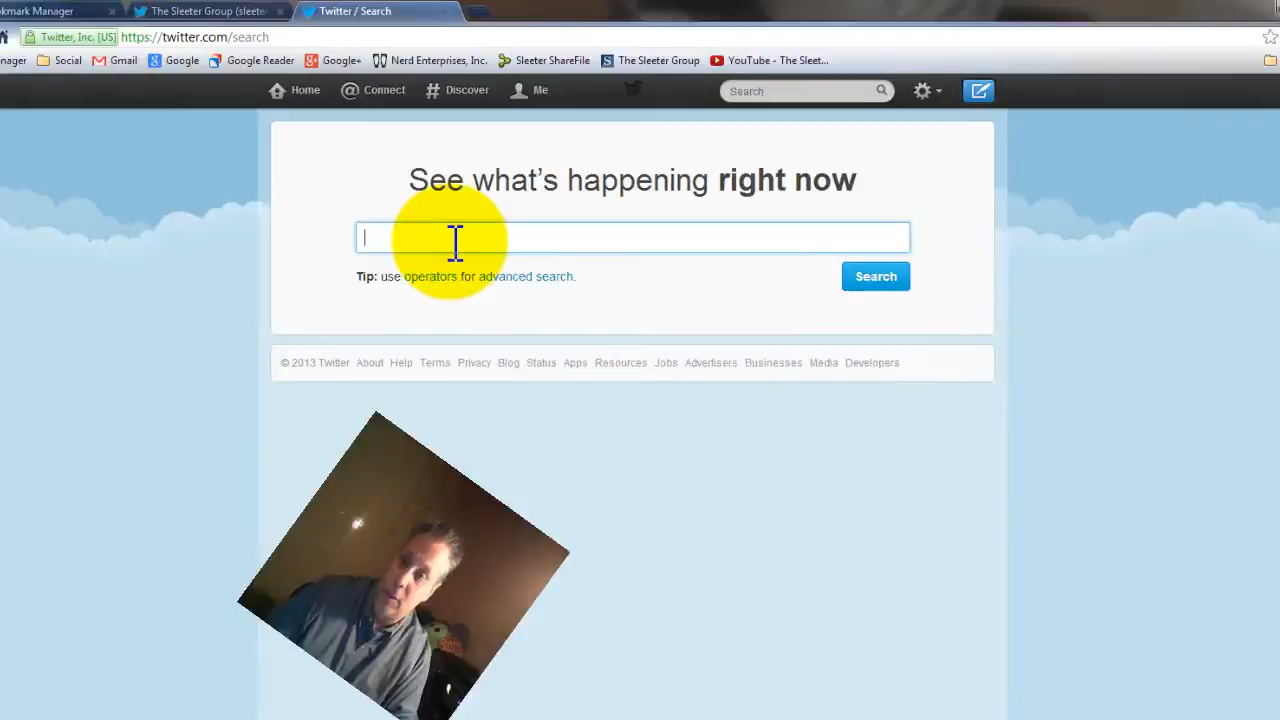 okmark Manager The Sleeter Group (sleeter Twitter / Search
Twitter, Inc. [US] https://twitter.com/search
nager Social Gmail Google Google Reader Google+ Nerd Enterprises, Inc. Sleeter ShareFile The Sleeter Group YouTube - The Sleet...
Home Connect Discover Me Search
See what's happening right now
Tip: use operators for advanced search.
Search
© 2013 Twitter About Help Terms Privacy Blog Status Apps Resources Jobs Advertisers Businesses Media Developers